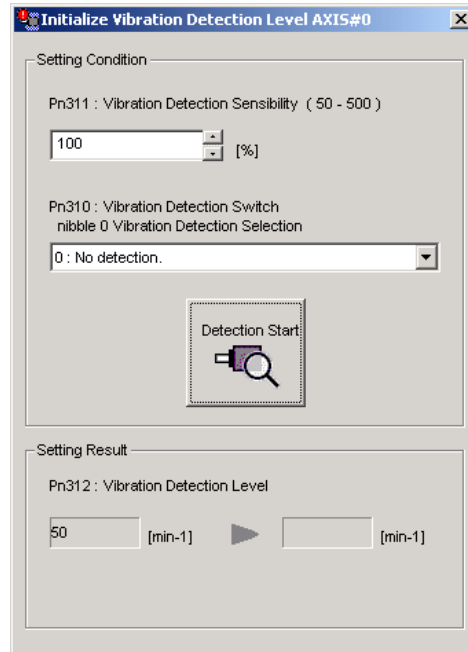 Initialize Vibration Detection Level AXIS#0
Setting Condition
Pn311 : Vibration Detection Sensibility ( 50 - 500 )
100
[%]
Pn310 : Vibration Detection Switch
nibble 0 Vibration Detection Selection
0 : No detection.
Detection Start
Setting Result
Pn312 : Vibration Detection Level
50 [min-1] [min-1]